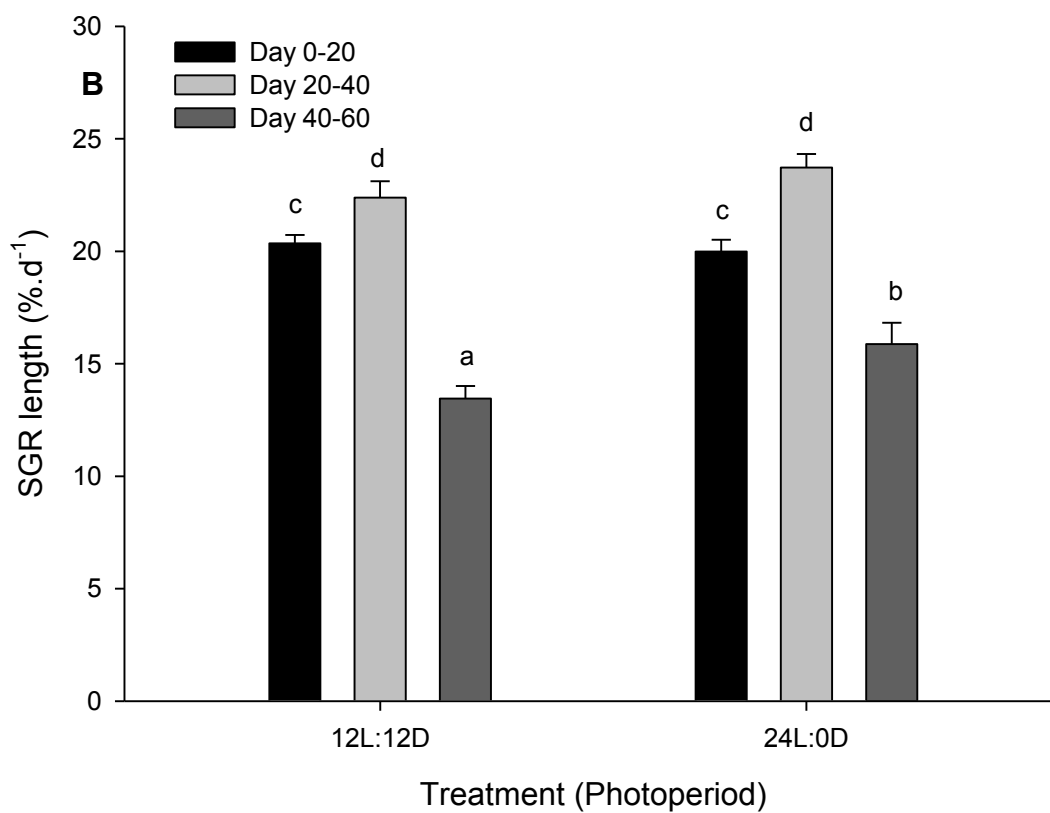 30
B
Day 0-20
Day 20-40
Day 40-60
25
20
15
10
5
0
SGR length (%.d⁻¹)
c
d
a
c
d
b
12L:12D
24L:0D
Treatment (Photoperiod)